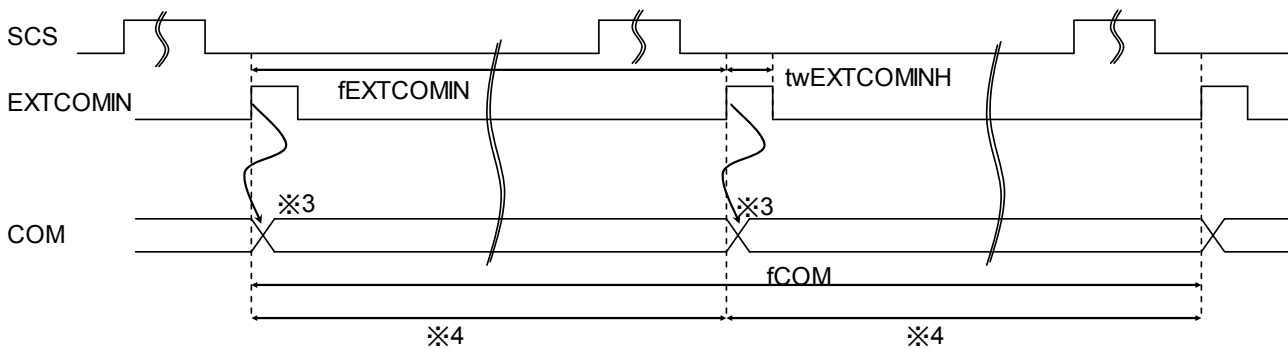 SCS
EXTCOMIN
fEXTCOMIN
twEXTCOMINH
※3
※3
COM
fCOM
※4
※4